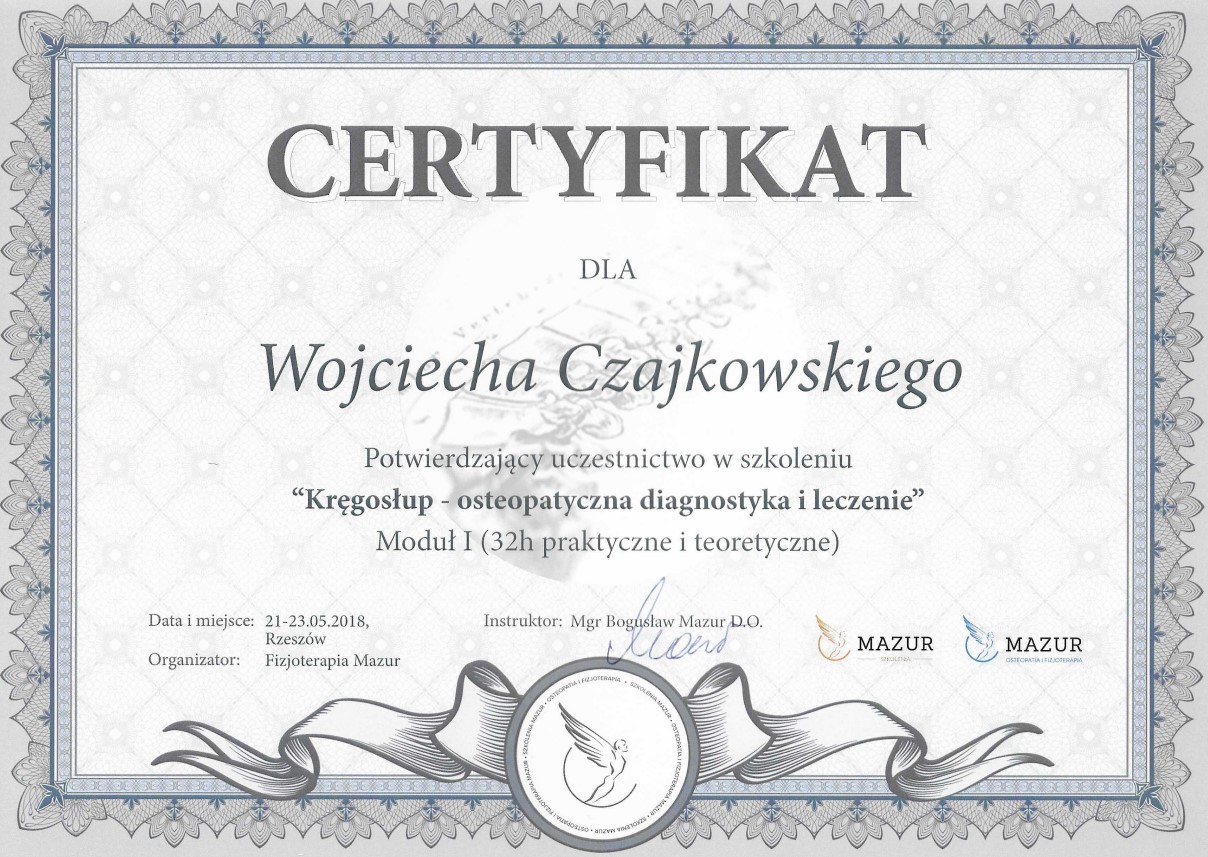 CERTYFIKAT
DLA
Wojciecha Czajkowskiego
Potwierdzający uczestnictwo w szkoleniu
“Kręgosłup - osteopatyczna diagnostyka i leczenie”
Moduł I (32h praktyczne i teoretyczne)
Data i miejsce: 21-23.05.2018,
Rzeszów
Organizator: Fizjoterapia Mazur
Instruktor: Mgr Bogusław Mazur D.O.
MAZUR
SZKOLENIA
MAZUR
OSTEOPATIA I FIZJOTERAPIA
SZKOLENIA MAZUR • OSTEOPATIA I FIZJOTERAPIA • SZKOLENIA MAZUR • OSTEOPATIA I FIZJOTERAPIA MAZUR • SZKOLENIA MAZUR • OSTEOPATIA I FIZJOTERAPIA MAZUR •